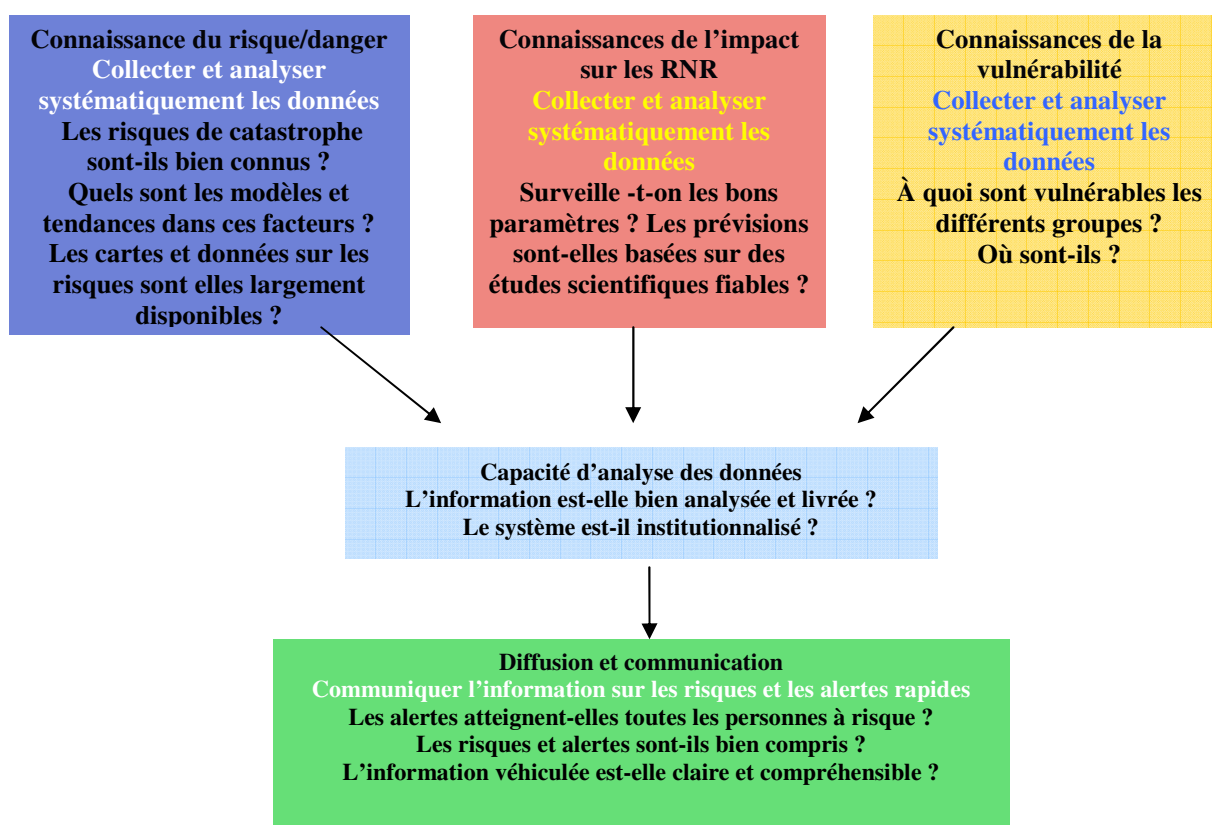 Connaissance du risque/danger
Collecter et analyser
systématiquement les données
Les risques de catastrophe
sont-ils bien connus ?
Quels sont les modèles et
tendances dans ces facteurs ?
Les cartes et données sur les
risques sont elles largement
disponibles ?
Connaissances de l’impact
sur les RNR
Collecter et analyser
systématiquement les
données
Surveille -t-on les bons
paramètres ? Les prévisions
sont-elles basées sur des
études scientifiques fiables ?
Connaissances de la
vulnérabilité
Collecter et analyser
systématiquement les
données
À quoi sont vulnérables les
différents groupes ?
Où sont-ils ?
Capacité d’analyse des données
L’information est-elle bien analysée et livrée ?
Le système est-il institutionnalisé ?
Diffusion et communication
Communiquer l’information sur les risques et les alertes rapides
Les alertes atteignent-elles toutes les personnes à risque ?
Les risques et alertes sont-ils bien compris ?
L’information véhiculée est-elle claire et compréhensible ?